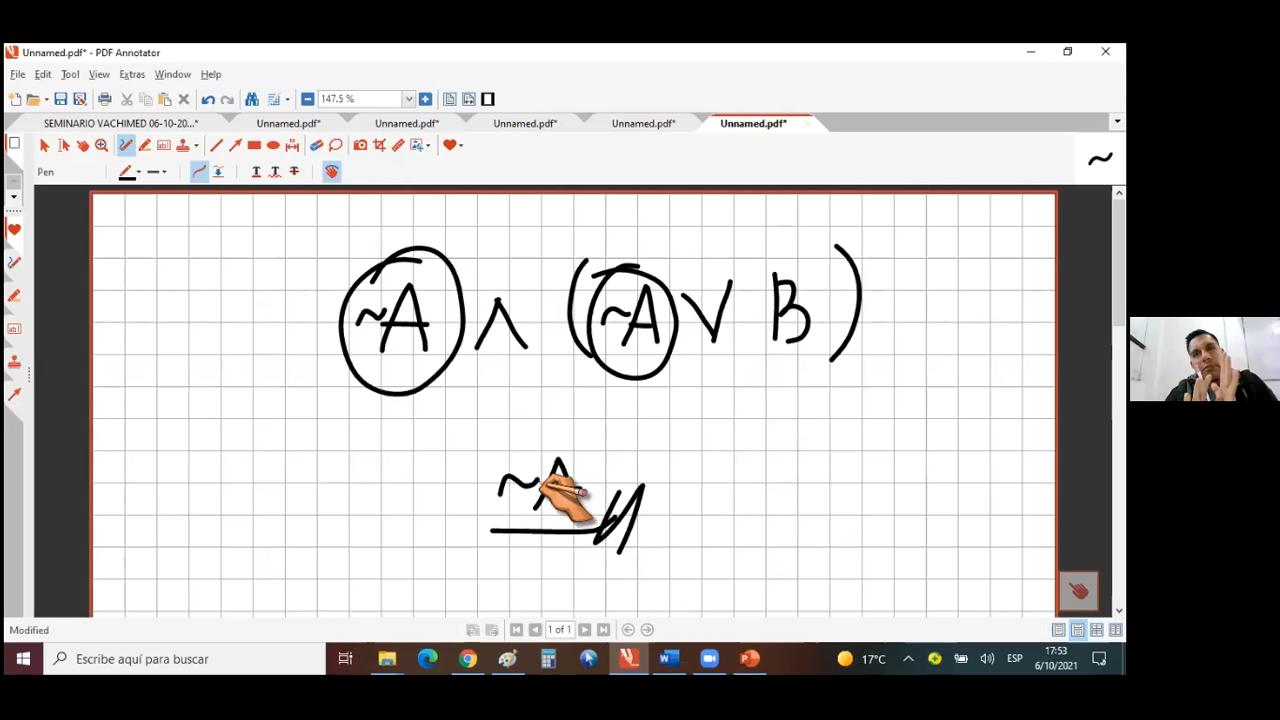 Unnamed.pdf* - PDF Annotator
File Edit Tool View Extras Window Help
147.5 %
SEMINARIO VACHIMED 06-10-20...* Unnamed.pdf* Unnamed.pdf* Unnamed.pdf* Unnamed.pdf* Unnamed.pdf*
Pen
~A ∧ (~A ∨ B)
~A
1 of 1
Modified
Escribe aquí para buscar
17°C
ESP
17:53
6/10/2021